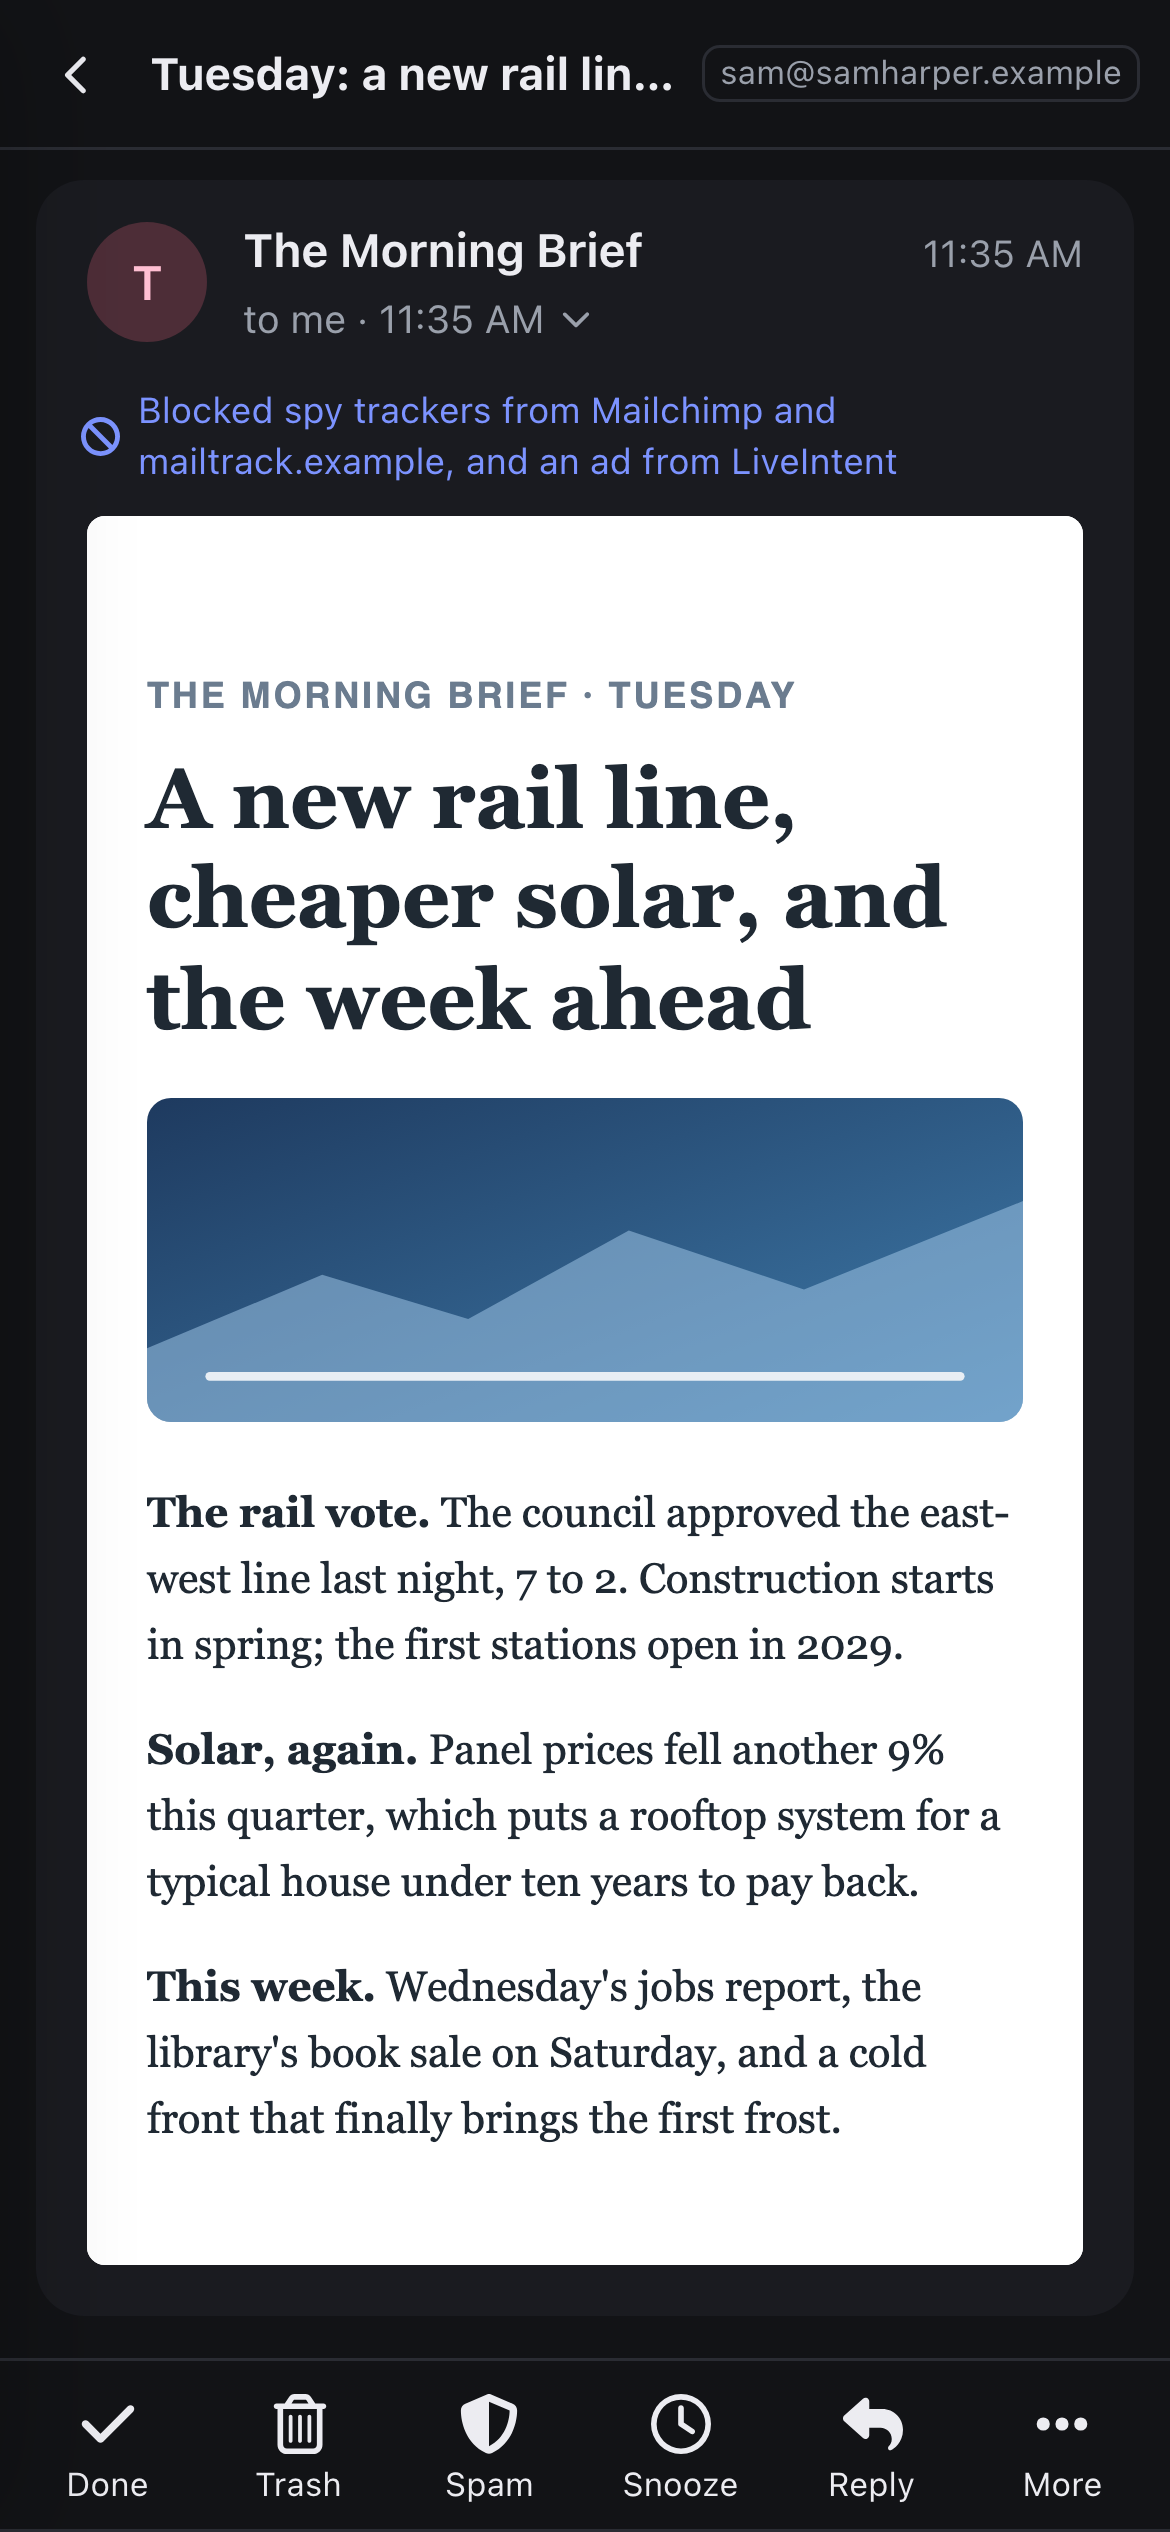 Tuesday: a new rail lin...
sam@samharper.example
T
The Morning Brief
11:35 AM
to me · 11:35 AM
Blocked spy trackers from Mailchimp and
mailtrack.example, and an ad from LiveIntent
THE MORNING BRIEF · TUESDAY
A new rail line,
cheaper solar, and
the week ahead
The rail vote. The council approved the east-
west line last night, 7 to 2. Construction starts
in spring; the first stations open in 2029.
Solar, again. Panel prices fell another 9%
this quarter, which puts a rooftop system for a
typical house under ten years to pay back.
This week. Wednesday's jobs report, the
library's book sale on Saturday, and a cold
front that finally brings the first frost.
Done
Trash
Spam
Snooze
Reply
More